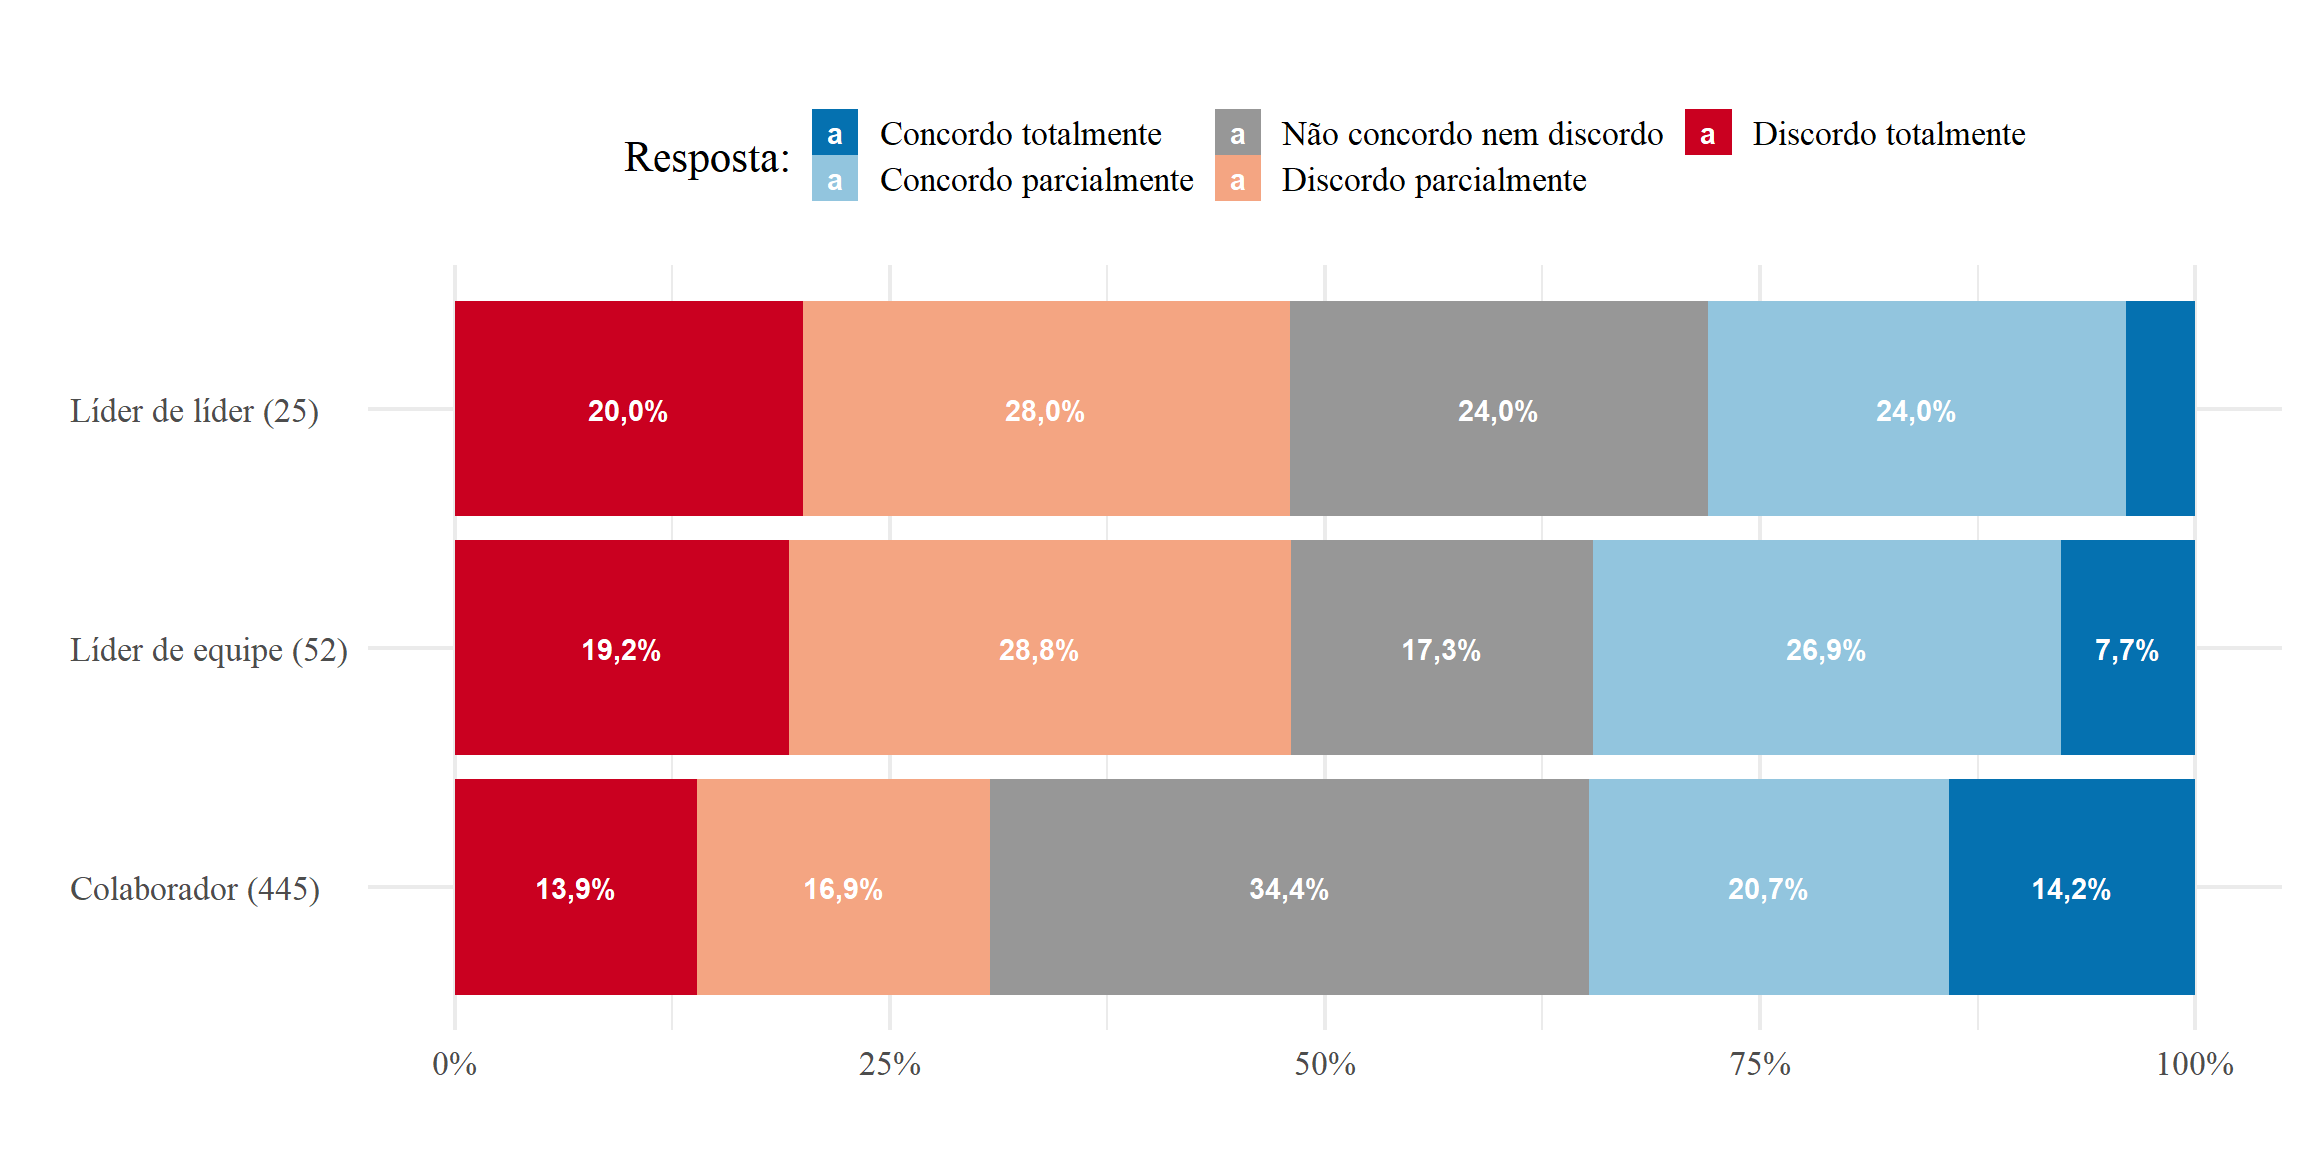 Resposta:
a Concordo totalmente a Não concordo nem discordo a Discordo totalmente
a Concordo parcialmente a Discordo parcialmente
Líder de líder (25) 20,0% 28,0% 24,0% 24,0%
Líder de equipe (52) 19,2% 28,8% 17,3% 26,9% 7,7%
Colaborador (445) 13,9% 16,9% 34,4% 20,7% 14,2%
0% 25% 50% 75% 100%